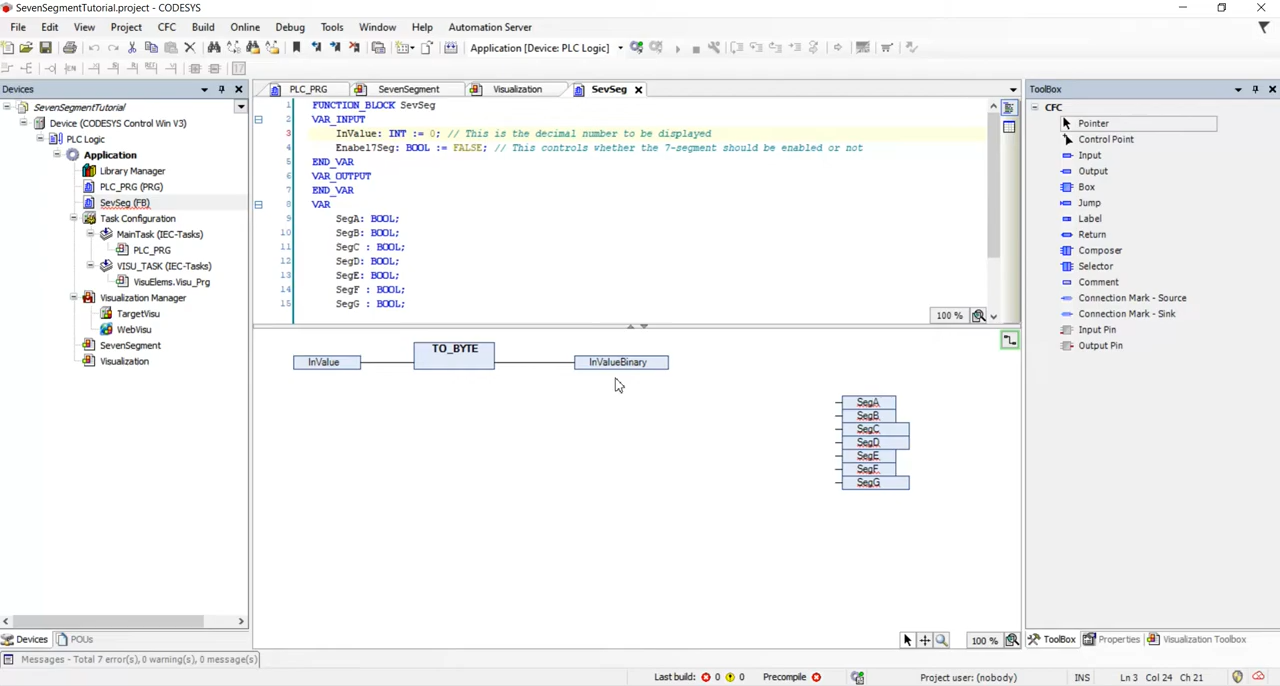 SevenSegmentTutorial.project - CODESYS
File Edit View Project CFC Build Online Debug Tools Window Help Automation Server
Application [Device: PLC Logic]
Devices
SevenSegmentTutorial
Device (CODESYS Control Win V3)
PLC Logic
Application
Library Manager
PLC_PRG (PRG)
SevSeg (FB)
Task Configuration
MainTask (IEC-Tasks)
PLC_PRG
VISU_TASK (IEC-Tasks)
VisuElems.Visu_Prg
Visualization Manager
TargetVisu
WebVisu
SevenSegment
Visualization
Devices POUs
PLC_PRG SevenSegment Visualization SevSeg
1 FUNCTION_BLOCK SevSeg
2 VAR_INPUT
3 InValue: INT := 0; // This is the decimal number to be displayed
4 Enabel7Seg: BOOL := FALSE; // This controls whether the 7-segment should be enabled or not
5 END_VAR
6 VAR_OUTPUT
7 END_VAR
8 VAR
9 SegA: BOOL;
10 SegB: BOOL;
11 SegC : BOOL;
12 SegD: BOOL;
13 SegE: BOOL;
14 SegF : BOOL;
15 SegG : BOOL;
100 %
InValue TO_BYTE InValueBinary
SegA
SegB
SegC
SegD
SegE
SegF
SegG
100 %
ToolBox
CFC
Pointer
Control Point
Input
Output
Box
Jump
Label
Return
Composer
Selector
Comment
Connection Mark - Source
Connection Mark - Sink
Input Pin
Output Pin
ToolBox Properties Visualization Toolbox
Messages - Total 7 error(s), 0 warning(s), 0 message(s)
Last build: 0 0 Precompile Project user: (nobody) INS Ln 3 Col 24 Ch 21